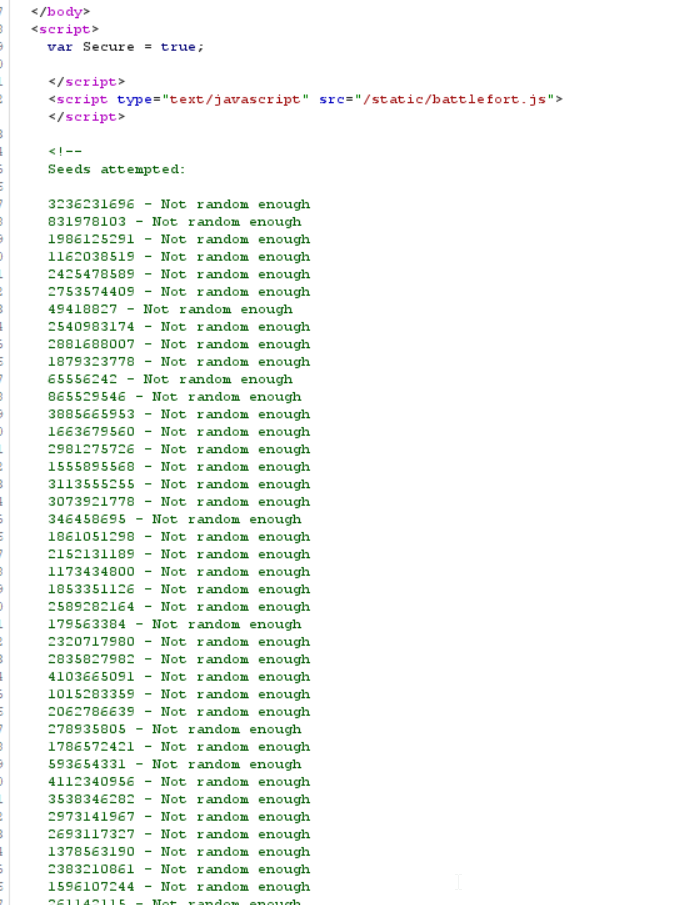 </body>
<script>
var Secure = true;
</script>
<script type="text/javascript" src="/static/battlefort.js">
</script>
<!--
Seeds attempted:
3236231696 - Not random enough
831978103 - Not random enough
1986125291 - Not random enough
1162038519 - Not random enough
2425478589 - Not random enough
2753574409 - Not random enough
49418827 - Not random enough
2540983174 - Not random enough
2881688007 - Not random enough
1879323778 - Not random enough
65556242 - Not random enough
865529546 - Not random enough
3885665953 - Not random enough
1663679560 - Not random enough
2981275726 - Not random enough
1555895568 - Not random enough
3113555255 - Not random enough
3073921778 - Not random enough
346458695 - Not random enough
1861051298 - Not random enough
2152131189 - Not random enough
1173434800 - Not random enough
1853351126 - Not random enough
2589282164 - Not random enough
179563384 - Not random enough
2320717980 - Not random enough
2835827982 - Not random enough
4103665091 - Not random enough
1015283359 - Not random enough
2062786639 - Not random enough
278935805 - Not random enough
1786572421 - Not random enough
593654331 - Not random enough
4112340956 - Not random enough
3538346282 - Not random enough
2973141967 - Not random enough
2693117327 - Not random enough
1378563190 - Not random enough
2383210861 - Not random enough
1596107244 - Not random enough
261142115 - Not random enough